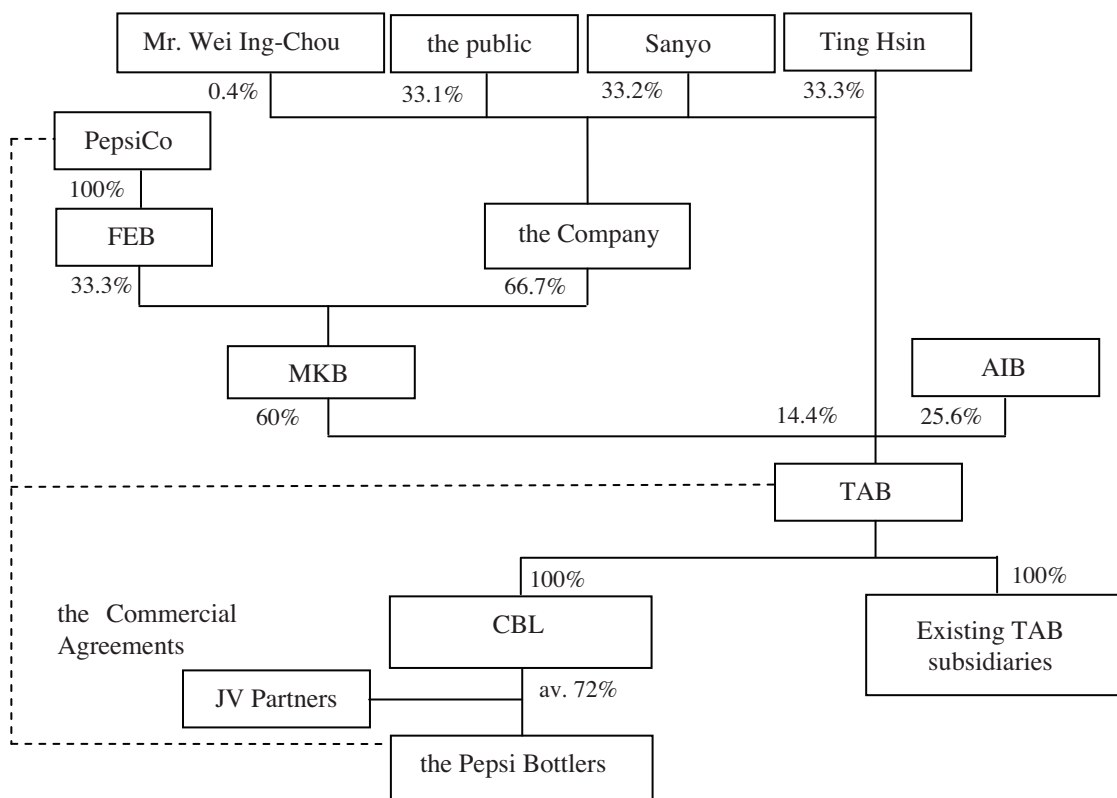 Mr. Wei Ing-Chou
the public
Sanyo
Ting Hsin
0.4%
33.1%
33.2%
33.3%
PepsiCo
100%
FEB
the Company
33.3%
66.7%
MKB
AIB
60%
14.4%
25.6%
TAB
100%
100%
the Commercial
Agreements
CBL
Existing TAB
subsidiaries
JV Partners
av. 72%
the Pepsi Bottlers